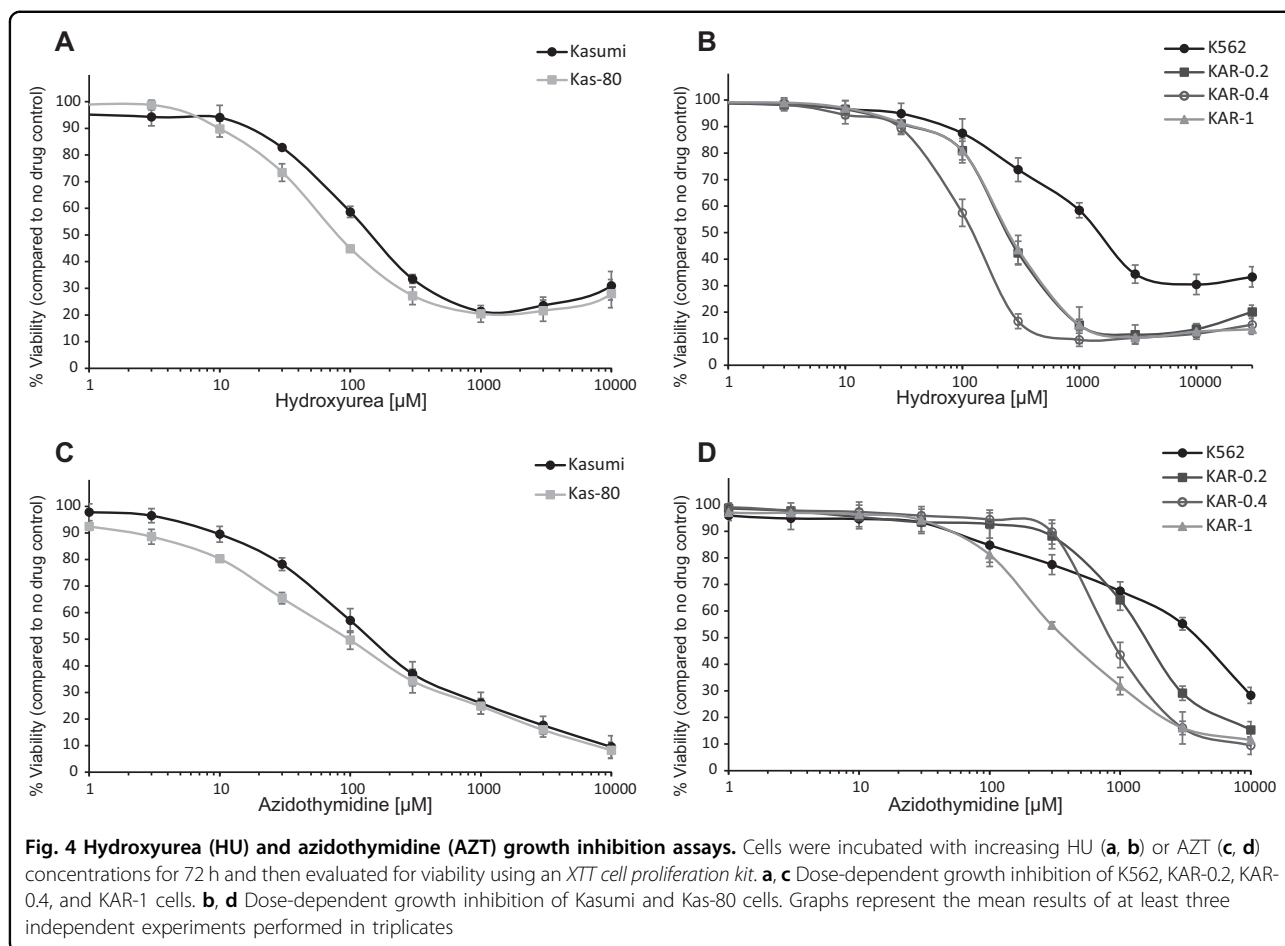 A
Kasumi
Kas-80
% Viability (compared to no drug control)
100
90
80
70
60
50
40
30
20
10
0
1
10
100
1000
10000
Hydroxyurea [µM]
B
K562
KAR-0.2
KAR-0.4
KAR-1
% Viability (compared to no drug control)
100
90
80
70
60
50
40
30
20
10
0
1
10
100
1000
10000
Hydroxyurea [µM]
C
Kasumi
Kas-80
% Viability (compared to no drug control)
100
90
80
70
60
50
40
30
20
10
0
1
10
100
1000
10000
Azidothymidine [µM]
D
K562
KAR-0.2
KAR-0.4
KAR-1
% Viability (compared to no drug control)
100
90
80
70
60
50
40
30
20
10
0
1
10
100
1000
10000
Azidothymidine [µM]
Fig. 4 Hydroxyurea (HU) and azidothymidine (AZT) growth inhibition assays. Cells were incubated with increasing HU (a, b) or AZT (c, d)
concentrations for 72 h and then evaluated for viability using an XTT cell proliferation kit. a, c Dose-dependent growth inhibition of K562, KAR-0.2, KAR-
0.4, and KAR-1 cells. b, d Dose-dependent growth inhibition of Kasumi and Kas-80 cells. Graphs represent the mean results of at least three
independent experiments performed in triplicates